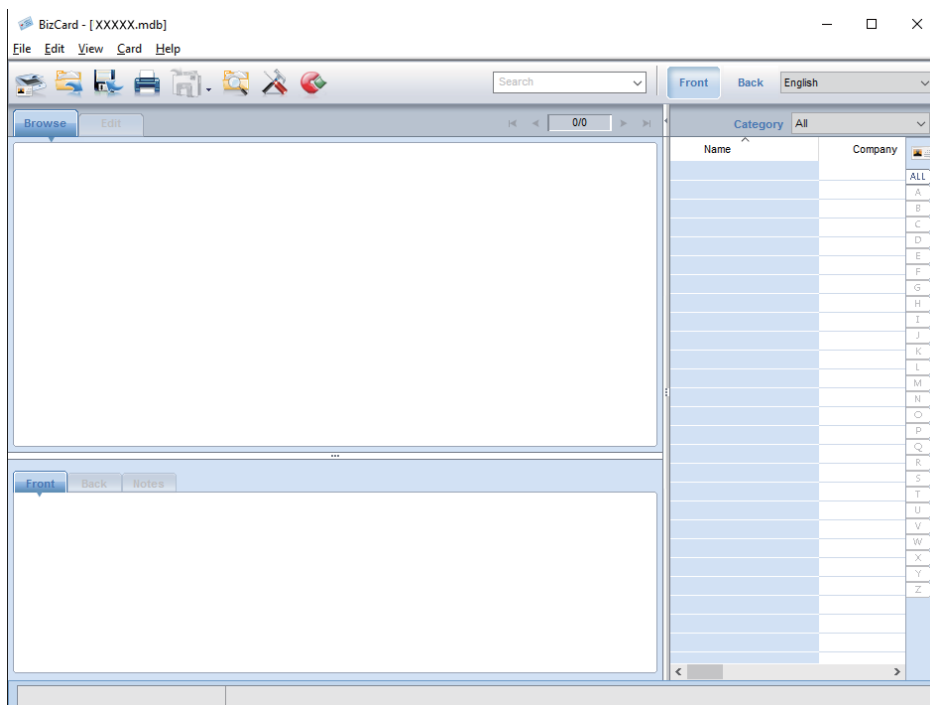 BizCard - [XXXXX.mdb]
File Edit View Card Help
Search Front Back English
Browse Edit 0/0 Category All
Name Company
ALL
A
B
C
D
E
F
G
H
I
J
K
L
M
N
O
P
Q
R
S
T
U
V
W
X
Y
Z
Front Back Notes